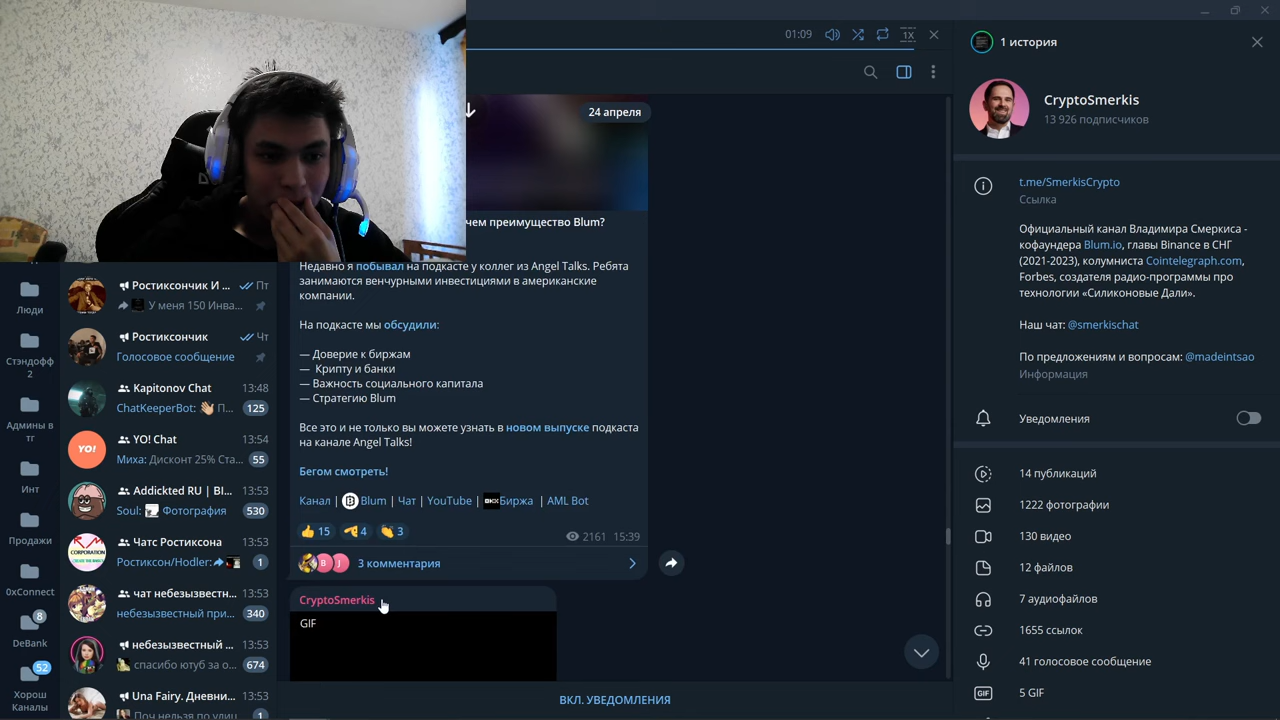 01:09
1X
1 история
CryptoSmerkis
13 926 подписчиков
t.me/SmerkisCrypto
Ссылка
Официальный канал Владимира Смеркиса -
кофаундера Blum.io, главы Binance в СНГ
(2021-2023), колумниста Cointelegraph.com,
Forbes, создателя радио-программы про
технологии «Силиконовые Дали».
Наш чат: @smerkischat
По предложениям и вопросам: @madeintsao
Информация
Уведомления
14 публикаций
1222 фотографии
130 видео
12 файлов
7 аудиофайлов
1655 ссылок
41 голосовое сообщение
GIF
5 GIF
24 апреля
чем преимущество Blum?
Недавно я побывал на подкасте у коллег из Angel Talks. Ребята
занимаются венчурными инвестициями в американские
компании.
На подкасте мы обсудили:
— Доверие к биржам
— Крипту и банки
— Важность социального капитала
— Стратегию Blum
Все это и не только вы можете узнать в новом выпуске подкаста
на канале Angel Talks!
Бегом смотреть!
Канал | Blum | Чат | YouTube | Биржа | AML Bot
15 4 3
2161 15:39
3 комментария
CryptoSmerkis
GIF
ВКЛ. УВЕДОМЛЕНИЯ
Люди
Стэндофф
2
Админы в
тг
Инт
Продажи
0xConnect
8
DeBank
52
Хорош
Каналы
Ростиксончик И ... Пт
У меня 150 Инва...
Ростиксончик Чт
Голосовое сообщение
Kapitonov Chat 13:48
ChatKeeperBot: П... 125
YO!
YO! Chat 13:54
Миха: Дисконт 25% Ста... 55
Addickted RU | BI... 13:53
Soul: Фотография 530
RM
CORPORATION
Чатс Ростиксона 13:53
Ростиксон/Hodler: 1
чат небезызвестн... 13:53
небезызвестный при... 340
небезызвестный ... 13:53
спасибо ютуб за о... 674
Una Fairy. Дневни... 13:53
Поч нельзя по улиц 1